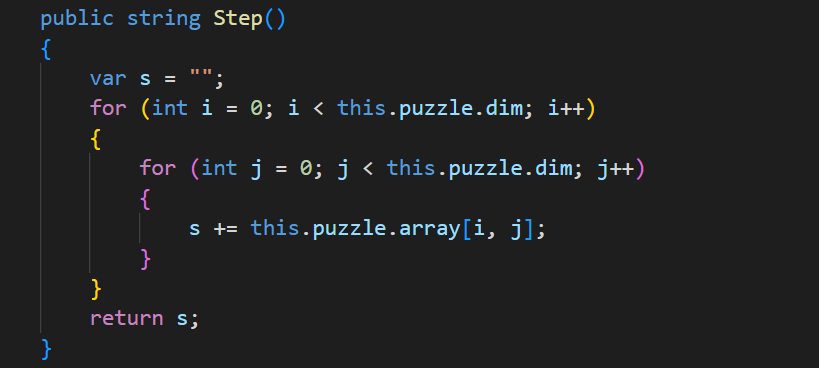 public string Step()
{
    var s = "";
    for (int i = 0; i < this.puzzle.dim; i++)
    {
        for (int j = 0; j < this.puzzle.dim; j++)
        {
            s += this.puzzle.array[i, j];
        }
    }
    return s;
}